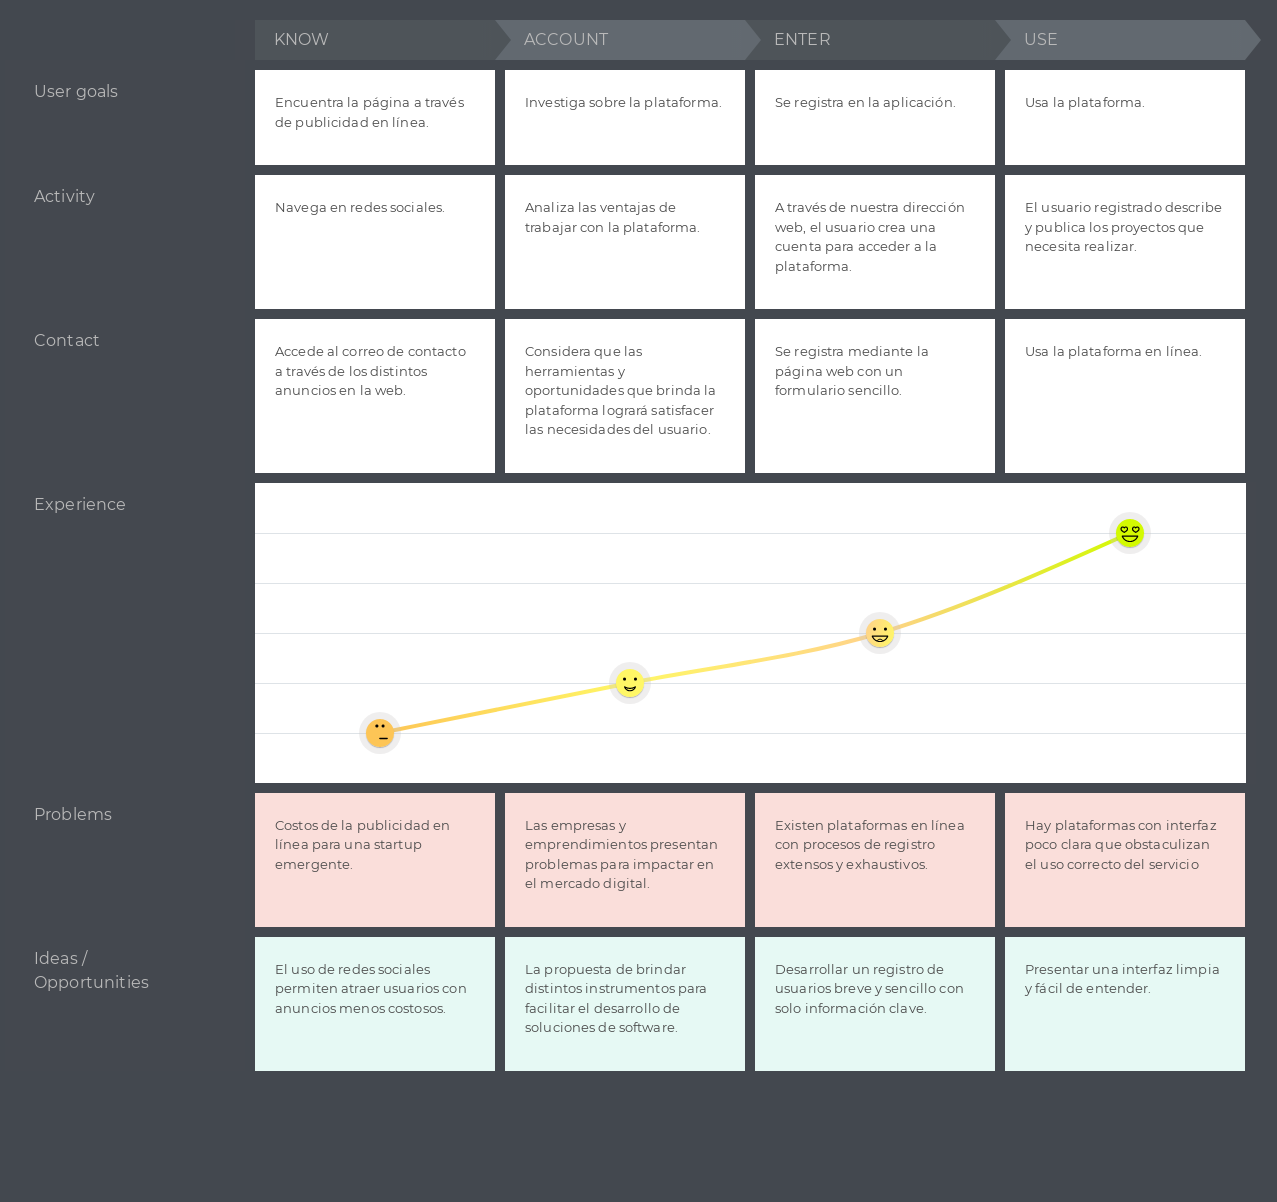 KNOW
ACCOUNT
ENTER
USE
User goals
Encuentra la página a través
de publicidad en línea.
Investiga sobre la plataforma.
Se registra en la aplicación.
Usa la plataforma.
Activity
Navega en redes sociales.
Analiza las ventajas de
trabajar con la plataforma.
A través de nuestra dirección
web, el usuario crea una
cuenta para acceder a la
plataforma.
El usuario registrado describe
y publica los proyectos que
necesita realizar.
Contact
Accede al correo de contacto
a través de los distintos
anuncios en la web.
Considera que las
herramientas y
oportunidades que brinda la
plataforma logrará satisfacer
las necesidades del usuario.
Se registra mediante la
página web con un
formulario sencillo.
Usa la plataforma en línea.
Experience
Problems
Costos de la publicidad en
línea para una startup
emergente.
Las empresas y
emprendimientos presentan
problemas para impactar en
el mercado digital.
Existen plataformas en línea
con procesos de registro
extensos y exhaustivos.
Hay plataformas con interfaz
poco clara que obstaculizan
el uso correcto del servicio
Ideas /
Opportunities
El uso de redes sociales
permiten atraer usuarios con
anuncios menos costosos.
La propuesta de brindar
distintos instrumentos para
facilitar el desarrollo de
soluciones de software.
Desarrollar un registro de
usuarios breve y sencillo con
solo información clave.
Presentar una interfaz limpia
y fácil de entender.